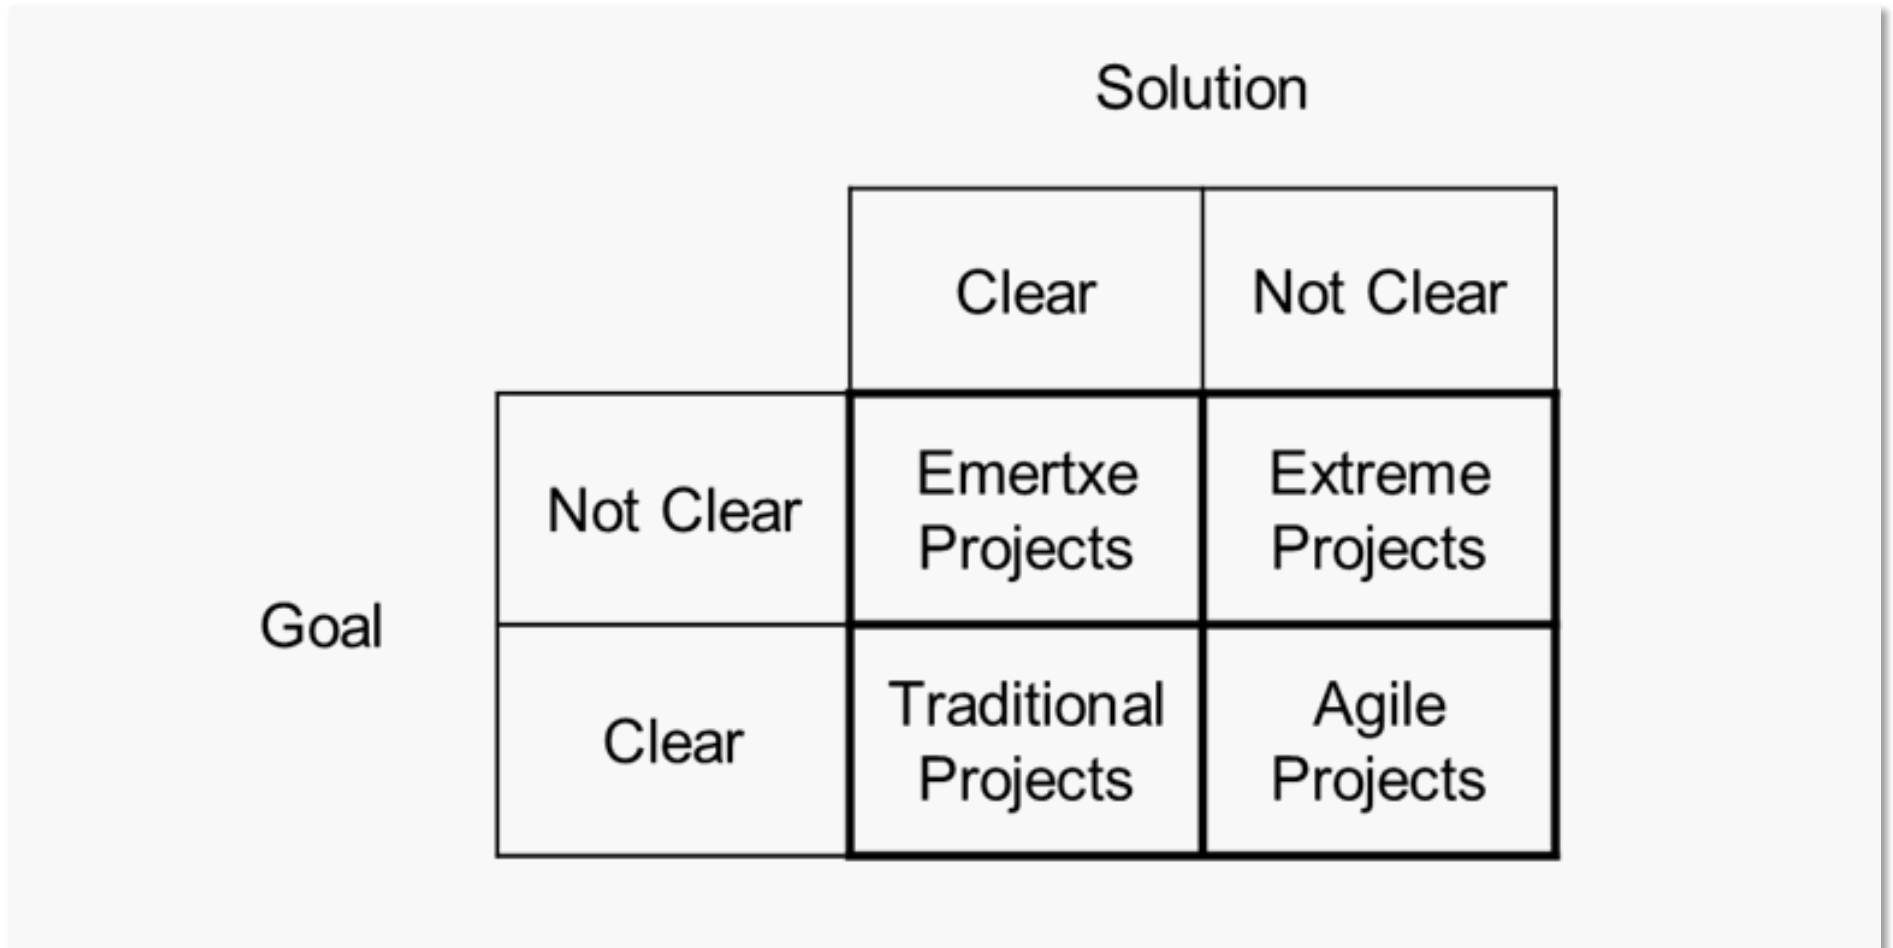 Solution
Clear
Not Clear
Not Clear
Emertxe
Projects
Extreme
Projects
Goal
Clear
Traditional
Projects
Agile
Projects